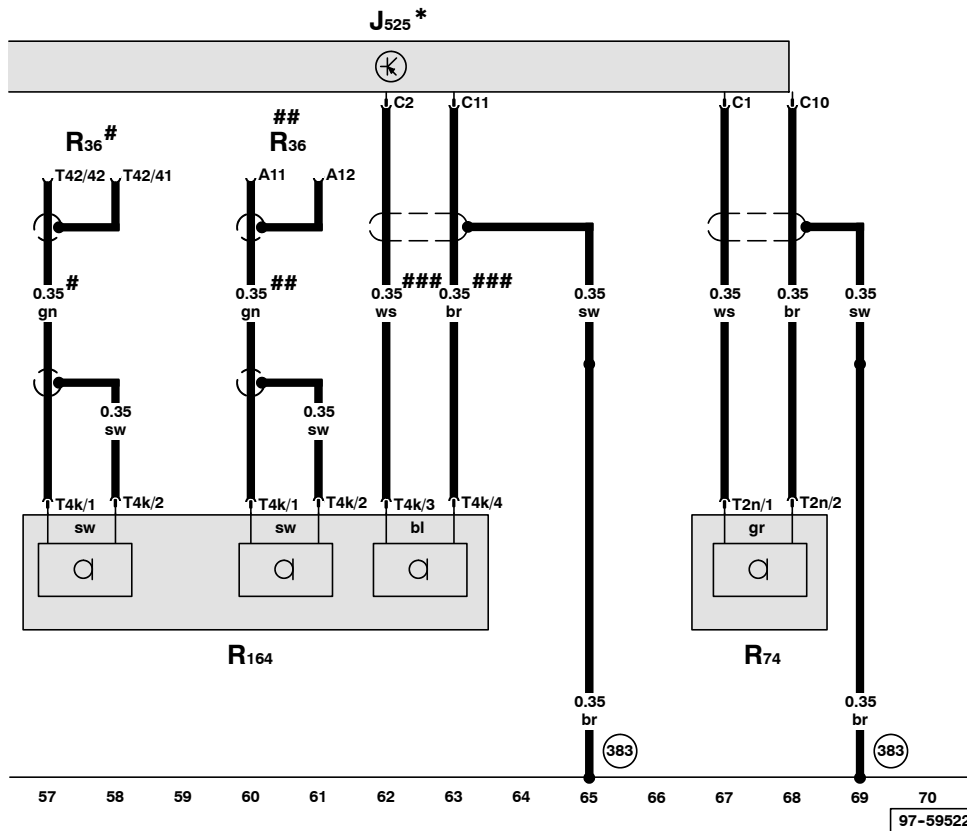 J525 *
C2 C11 C1 C10
##
R36 # R36
T42/42 T42/41 A11 A12
# ## ### ###
0.35 0.35 0.35 0.35 0.35 0.35 0.35 0.35
gn gn ws br sw ws br sw
0.35 0.35
sw sw
T4k/1 T4k/2 T4k/1 T4k/2 T4k/3 T4k/4 T2n/1 T2n/2
sw sw bl gr
R164 R74
0.35 0.35
br br
383 383
57 58 59 60 61 62 63 64 65 66 67 68 69 70
97-59522